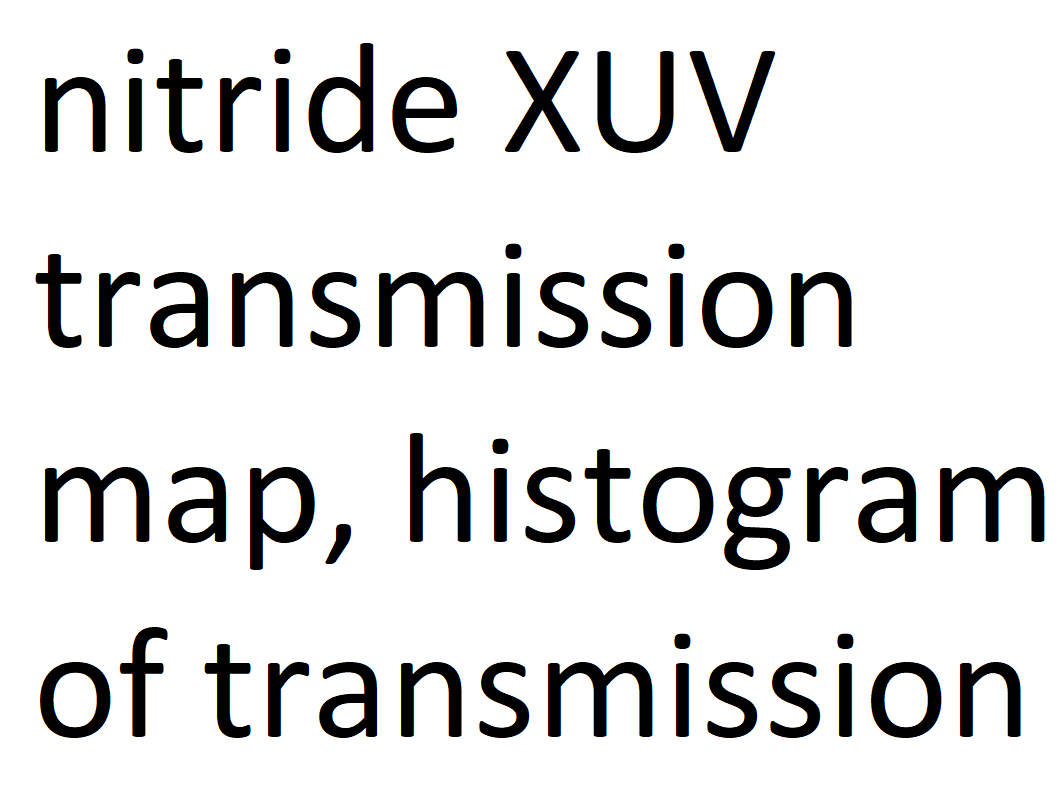 nitride XUV
transmission
map, histogram
of transmission